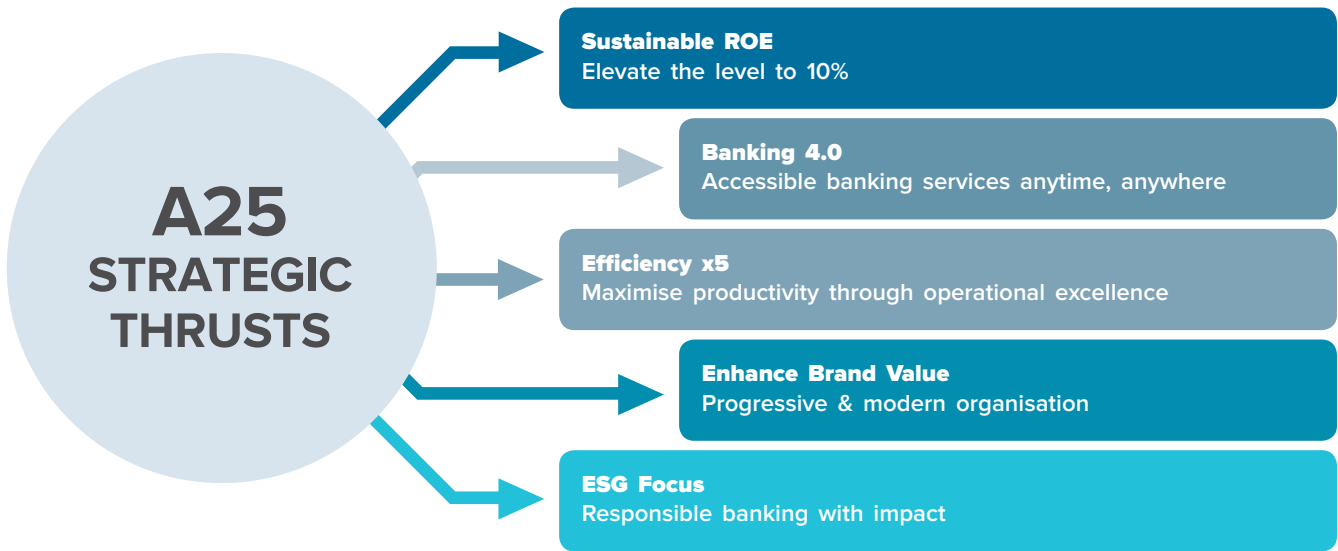 A25
STRATEGIC
THRUSTS
Sustainable ROE
Elevate the level to 10%
Banking 4.0
Accessible banking services anytime, anywhere
Efficiency x5
Maximise productivity through operational excellence
Enhance Brand Value
Progressive & modern organisation
ESG Focus
Responsible banking with impact